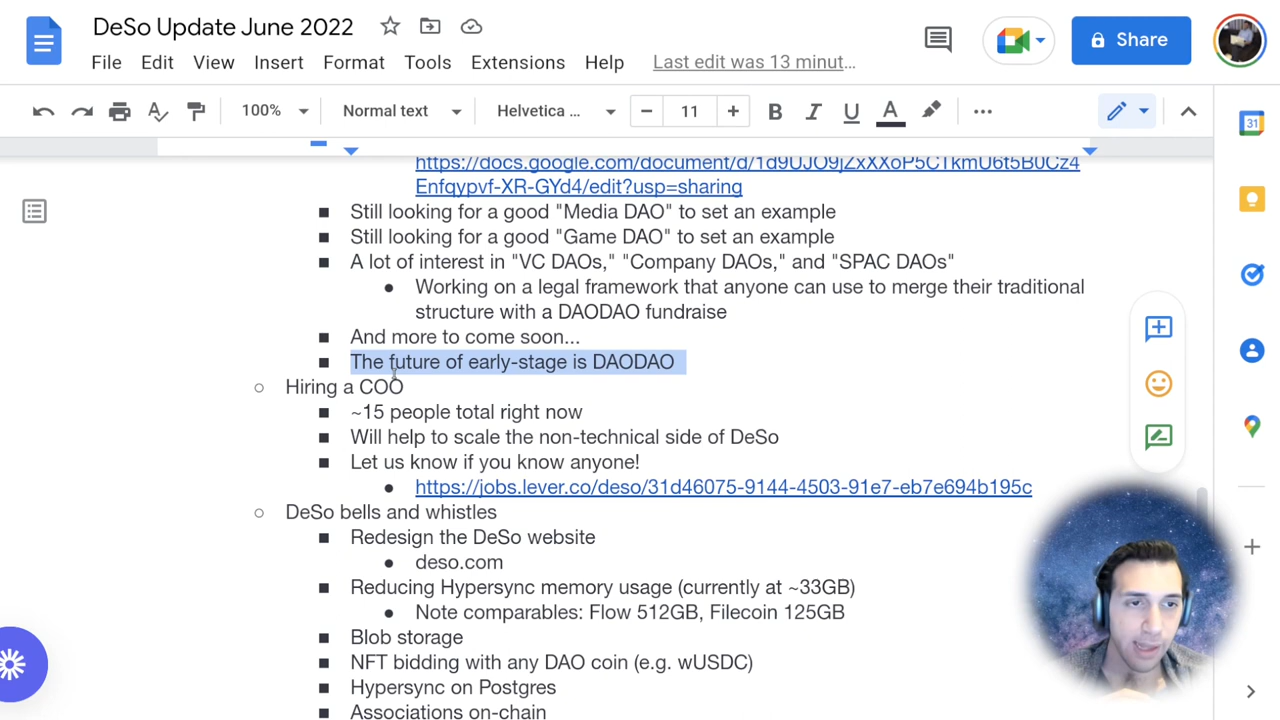 DeSo Update June 2022
File Edit View Insert Format Tools Extensions Help Last edit was 13 minut...
Share
100% Normal text Helvetica ... 11 B I U A
31
https://docs.google.com/document/d/1d9UJO9jZxXXoP5CTkmU6t5B0Cz4
Enfqypvf-XR-GYd4/edit?usp=sharing
Still looking for a good "Media DAO" to set an example
Still looking for a good "Game DAO" to set an example
A lot of interest in "VC DAOs," "Company DAOs," and "SPAC DAOs"
Working on a legal framework that anyone can use to merge their traditional
structure with a DAODAO fundraise
And more to come soon...
The future of early-stage is DAODAO
Hiring a COO
~15 people total right now
Will help to scale the non-technical side of DeSo
Let us know if you know anyone!
https://jobs.lever.co/deso/31d46075-9144-4503-91e7-eb7e694b195c
DeSo bells and whistles
Redesign the DeSo website
deso.com
Reducing Hypersync memory usage (currently at ~33GB)
Note comparables: Flow 512GB, Filecoin 125GB
Blob storage
NFT bidding with any DAO coin (e.g. wUSDC)
Hypersync on Postgres
Associations on-chain